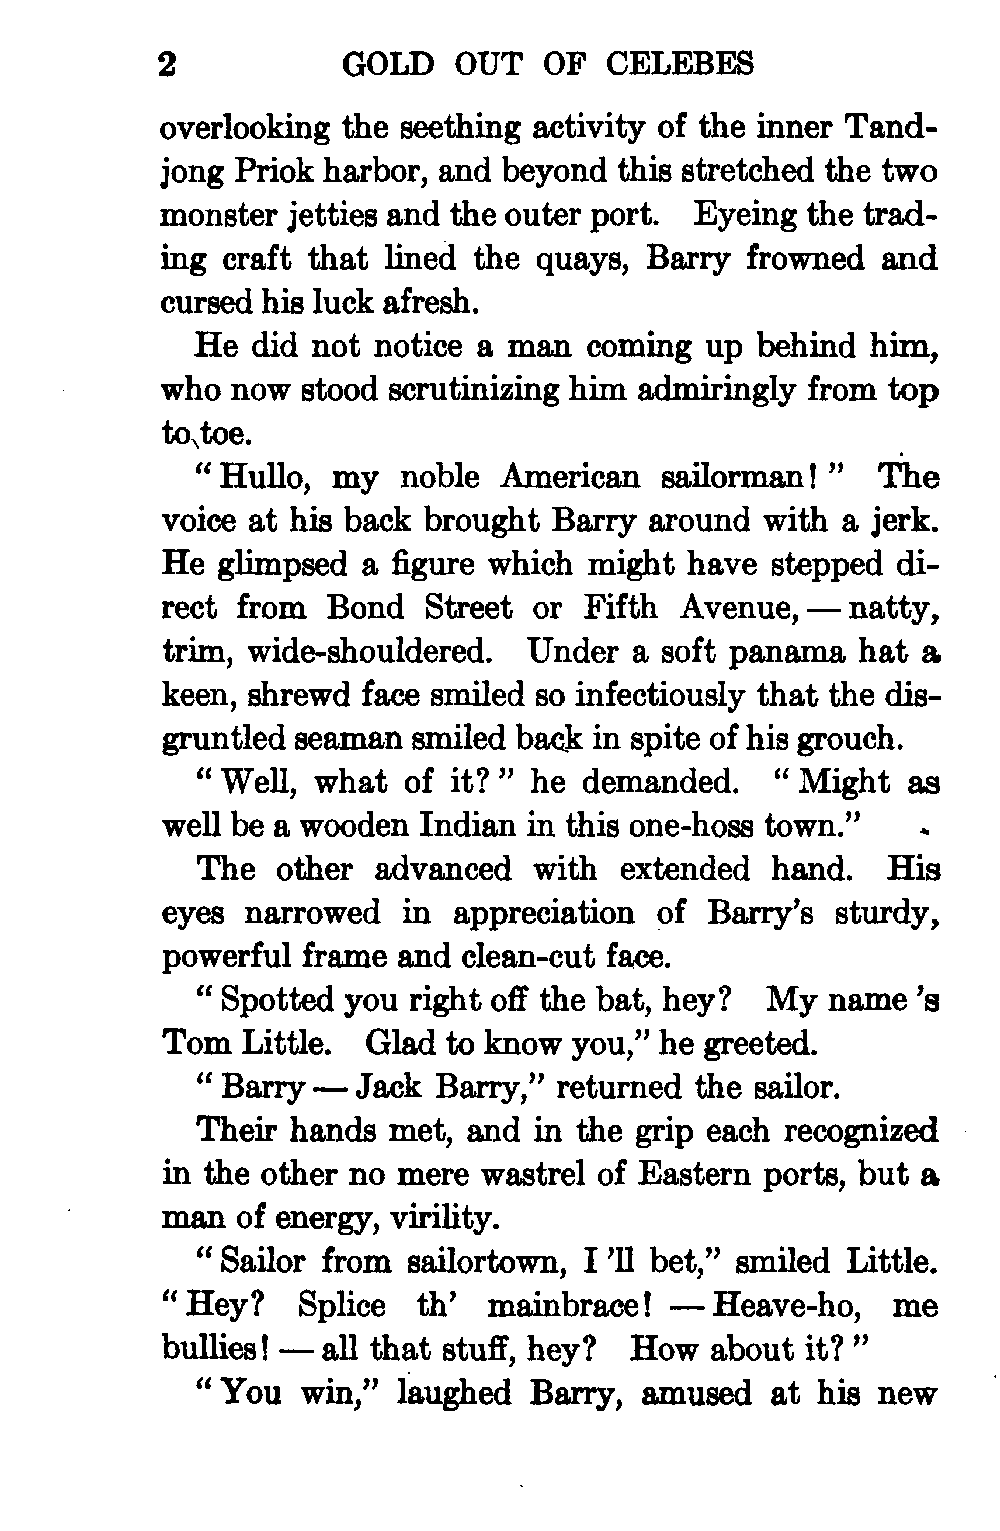 2 GOLD OUT OF CELEBES
overlooking the seething activity of the inner Tand-
jong Priok harbor, and beyond this stretched the two
monster jetties and the outer port. Eyeing the trad-
ing craft that lined the quays, Barry frowned and
cursed his luck afresh.
He did not notice a man coming up behind him,
who now stood scrutinizing him admiringly from top
to toe.
“Hullo, my noble American sailorman!” The
voice at his back brought Barry around with a jerk.
He glimpsed a figure which might have stepped di-
rect from Bond Street or Fifth Avenue, — natty,
trim, wide-shouldered. Under a soft panama hat a
keen, shrewd face smiled so infectiously that the dis-
gruntled seaman smiled back in spite of his grouch.
“Well, what of it?” he demanded. “Might as
well be a wooden Indian in this one-hoss town.”
The other advanced with extended hand. His
eyes narrowed in appreciation of Barry’s sturdy,
powerful frame and clean-cut face.
“Spotted you right off the bat, hey? My name ’s
Tom Little. Glad to know you,” he greeted.
“Barry — Jack Barry,” returned the sailor.
Their hands met, and in the grip each recognized
in the other no mere wastrel of Eastern ports, but a
man of energy, virility.
“Sailor from sailortown, I ’ll bet,” smiled Little.
“Hey? Splice th’ mainbrace! — Heave-ho, me
bullies! — all that stuff, hey? How about it?”
“You win,” laughed Barry, amused at his new